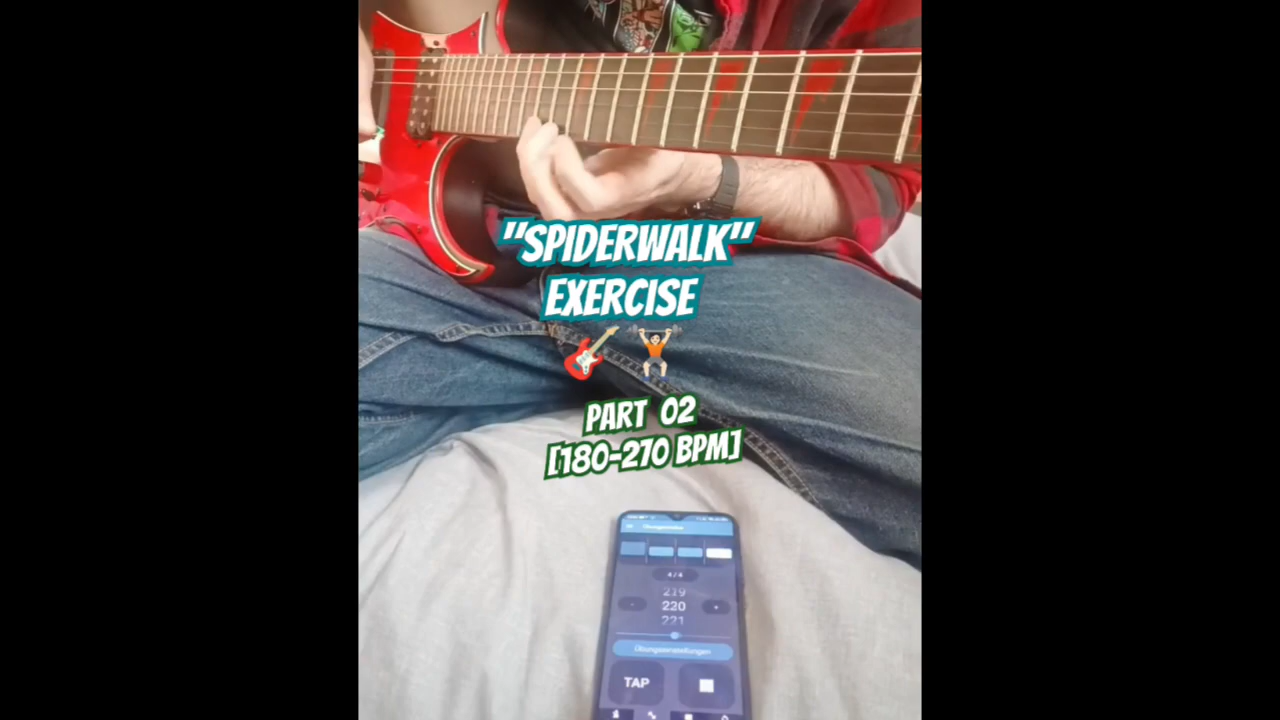 "SPIDERWALK"
EXERCISE
PART 02
[180-270 BPM]
4/4
219
- 220 +
221
Übungseinstellungen
TAP